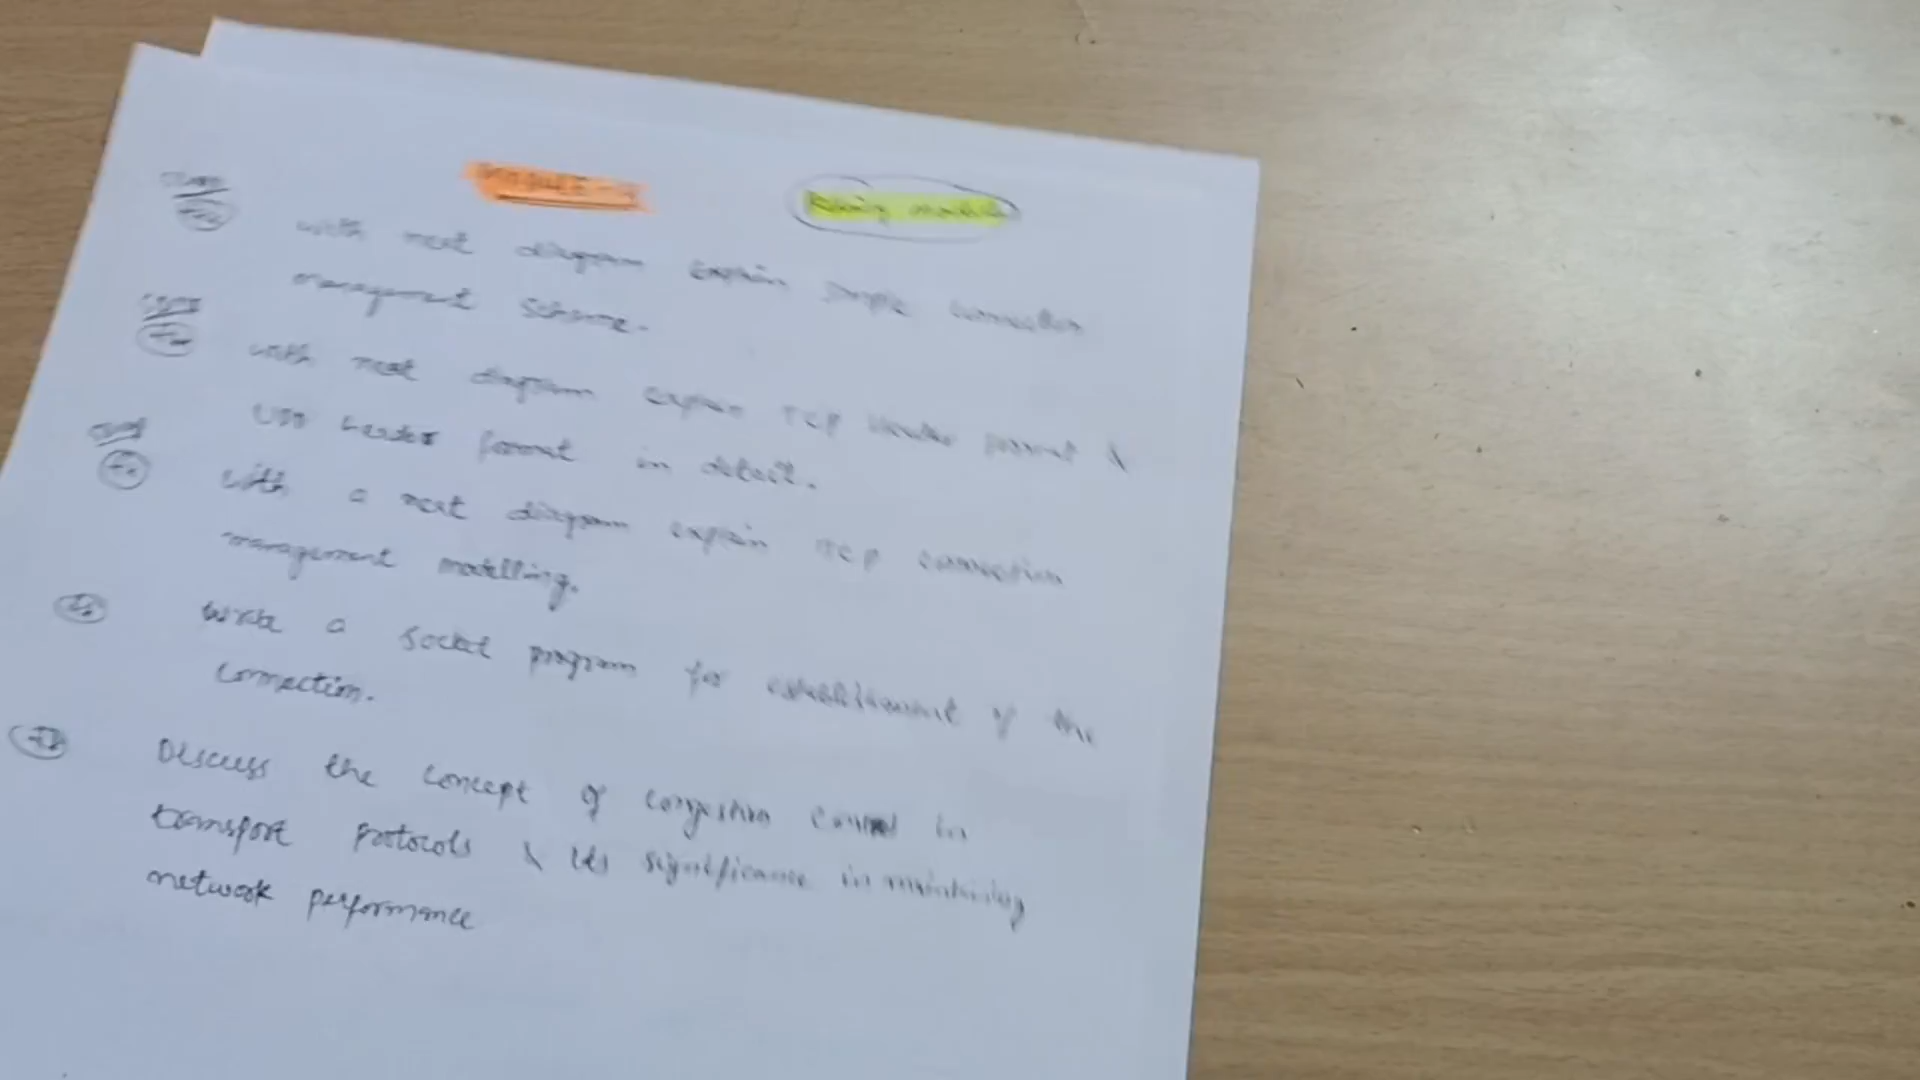 with neat diagram explain simple connection
management scheme.
with neat diagram explain TCP header format &
UDP header format in detail.
with a neat diagram explain TCP connection
management modelling.
write a socket program for establishment of the
connection.
Discuss the concept of congestion control in
transport protocols & its significance in maintaining
network performance